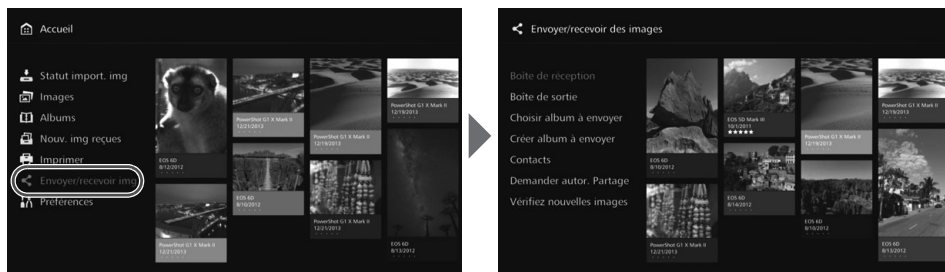 Accueil
Statut import. img
Images
Albums
Nouv. img reçues
Imprimer
Envoyer/recevoir img
Préférences
EOS 6D
8/12/2012
PowerShot G1 X Mark II
12/21/2013
PowerShot G1 X Mark II
12/21/2013
EOS 6D
8/10/2012
PowerShot G1 X Mark II
12/19/2013
PowerShot G1 X Mark II
12/21/2013
PowerShot G1 X Mark II
12/19/2013
EOS 6D
8/13/2012
Envoyer/recevoir des images
Boîte de réception
Boîte de sortie
Choisir album à envoyer
Créer album à envoyer
Contacts
Demander autor. Partage
Vérifiez nouvelles images
EOS 6D
8/10/2012
PowerShot G1 X Mark II
12/21/2013
EOS 5D Mark III
10/1/2011
★★★★★
EOS 6D
8/14/2012
PowerShot G1 X Mark II
12/19/2013
EOS 6D
8/10/2012
PowerShot G1 X Mark II
12/19/2013
EOS 6D
8/13/2012